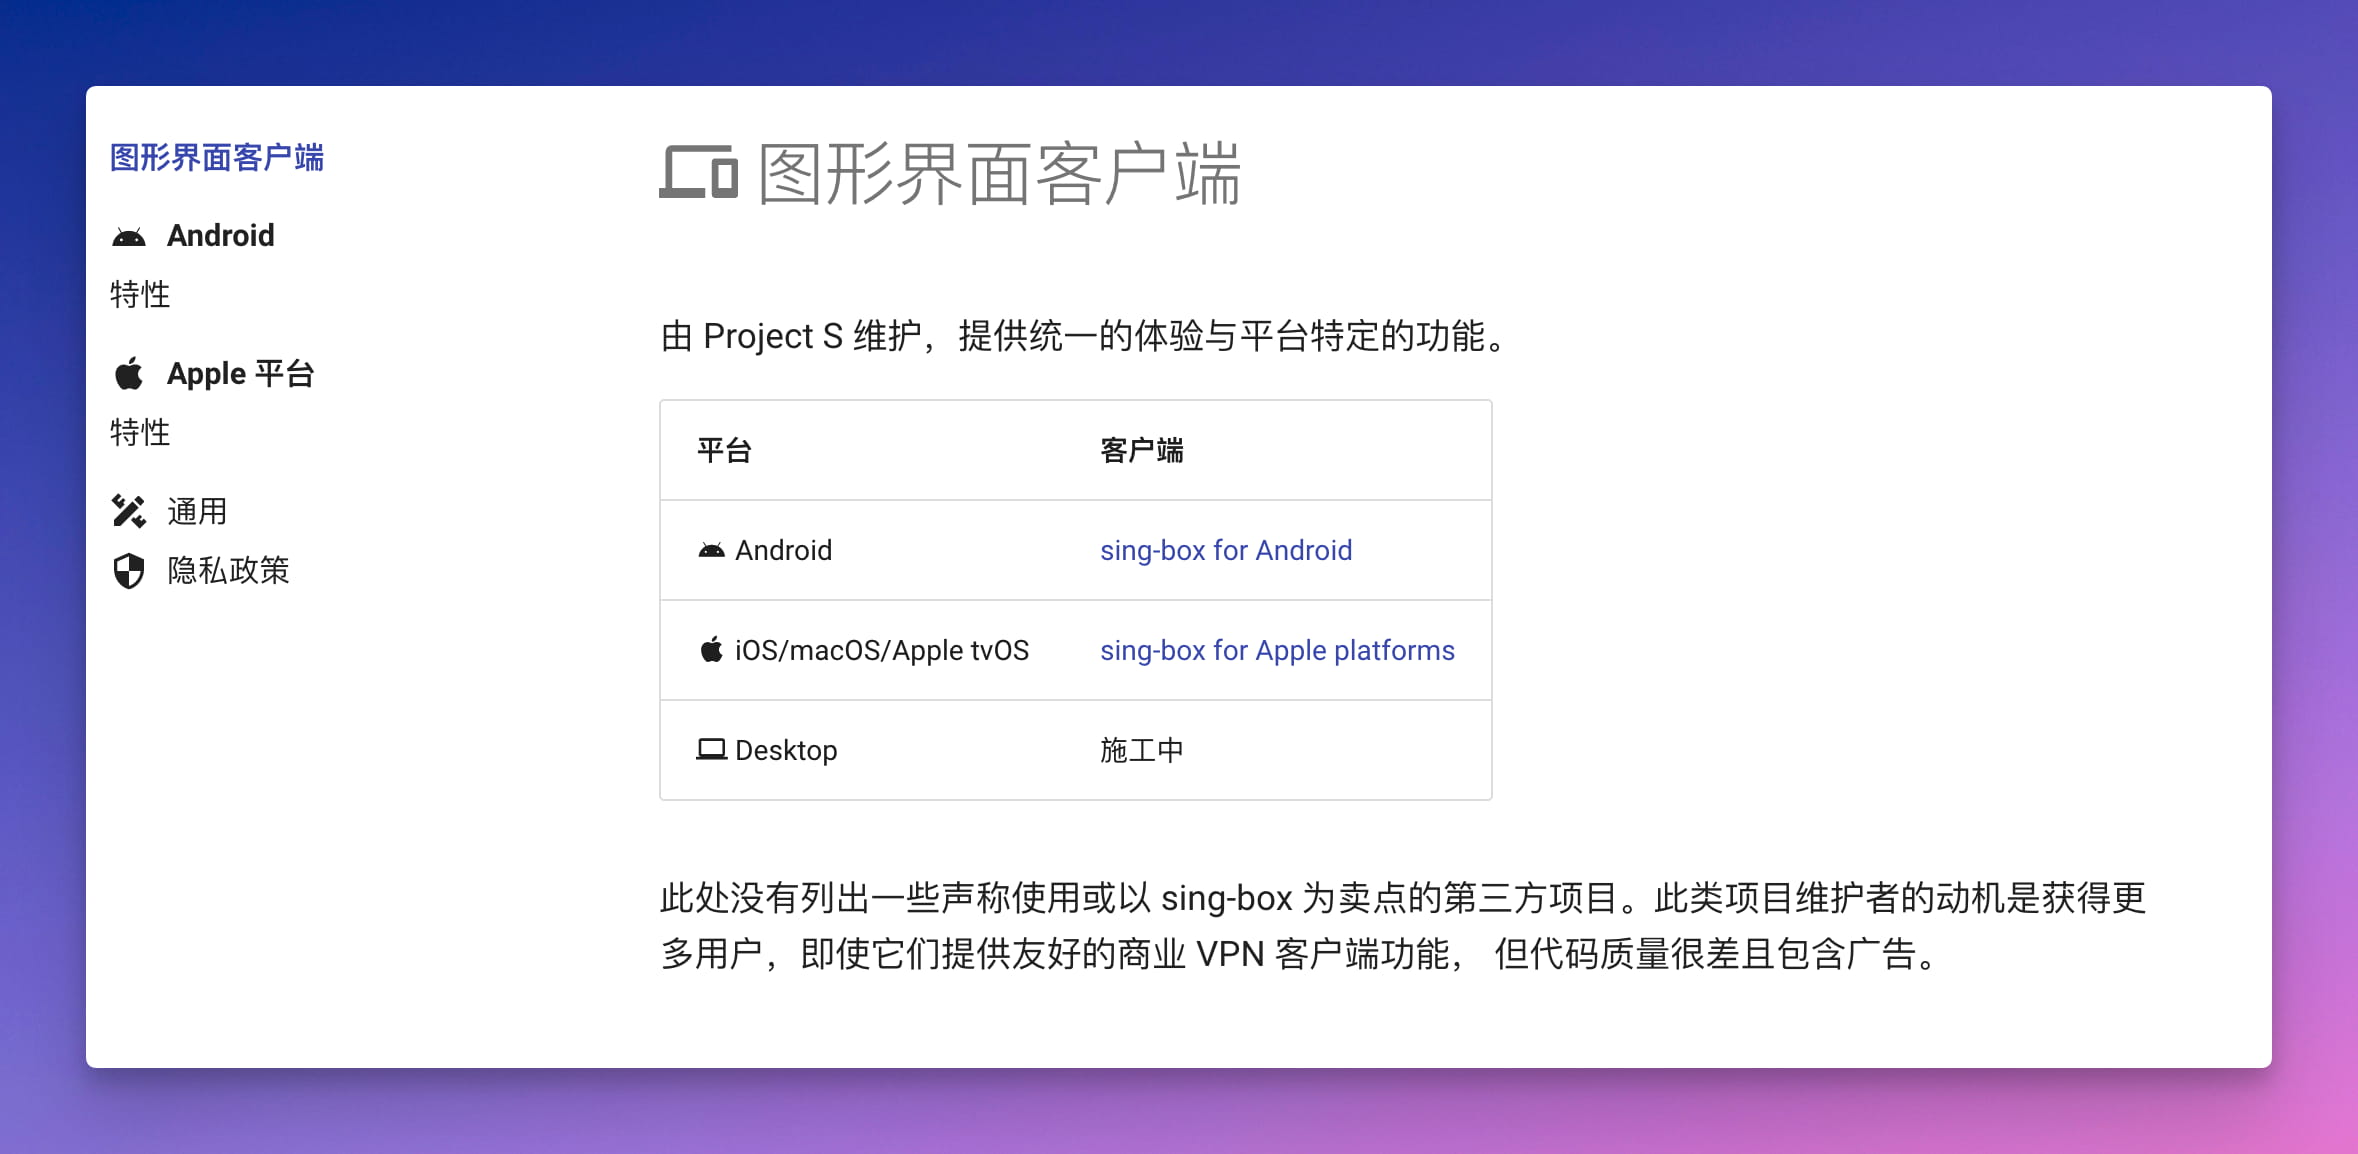 图形界面客户端
Android
特性
Apple 平台
特性
通用
隐私政策
图形界面客户端
由 Project S 维护，提供统一的体验与平台特定的功能。
平台 客户端
Android sing-box for Android
iOS/macOS/Apple tvOS sing-box for Apple platforms
Desktop 施工中
此处没有列出一些声称使用或以 sing-box 为卖点的第三方项目。此类项目维护者的动机是获得更
多用户，即使它们提供友好的商业 VPN 客户端功能， 但代码质量很差且包含广告。